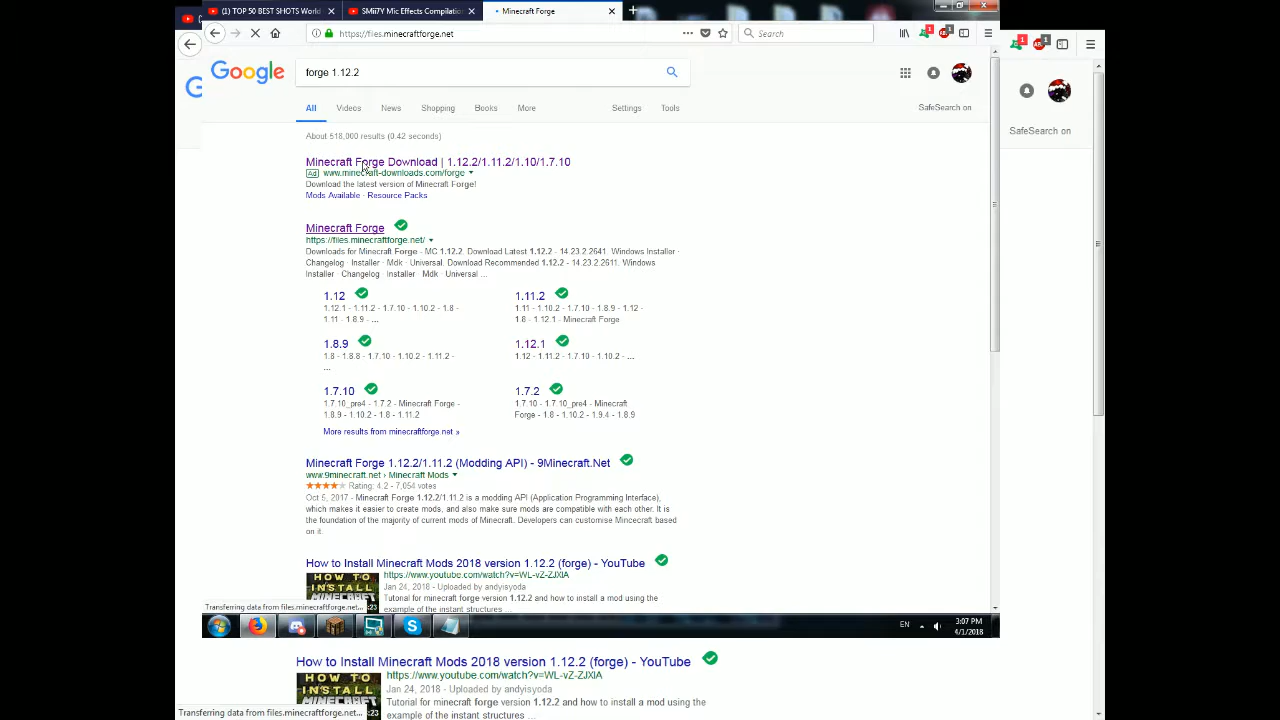 (1) TOP 50 BEST SHOTS World
SMii7Y Mic Effects Compilation
Minecraft Forge
https://files.minecraftforge.net
Search
Google
forge 1.12.2
All
Videos
News
Shopping
Books
More
Settings
Tools
SafeSearch on
SafeSearch on
About 518,000 results (0.42 seconds)
Minecraft Forge Download | 1.12.2/1.11.2/1.10/1.7.10
Ad www.minecraft-downloads.com/forge
Download the latest version of Minecraft Forge!
Mods Available · Resource Packs
Minecraft Forge
https://files.minecraftforge.net/
Downloads for Minecraft Forge - MC 1.12.2. Download Latest 1.12.2 - 14.23.2.2641. Windows Installer ·
Changelog · Installer · Mdk · Universal. Download Recommended 1.12.2 - 14.23.2.2611. Windows
Installer · Changelog · Installer · Mdk · Universal ...
1.12
1.12.1 - 1.11.2 - 1.7.10 - 1.10.2 - 1.8 -
1.11 - 1.8.9 - ...
1.11.2
1.11 - 1.10.2 - 1.7.10 - 1.8.9 - 1.12 -
1.8 - 1.12.1 - Minecraft Forge
1.8.9
1.8 - 1.8.8 - 1.7.10 - 1.10.2 - 1.11.2 -
...
1.12.1
1.12 - 1.11.2 - 1.7.10 - 1.10.2 - ...
1.7.10
1.7.10_pre4 - 1.7.2 - Minecraft Forge -
1.8.9 - 1.10.2 - 1.8 - 1.11.2
1.7.2
1.7.10 - 1.7.10_pre4 - Minecraft
Forge - 1.8 - 1.10.2 - 1.9.4 - 1.8.9
More results from minecraftforge.net »
Minecraft Forge 1.12.2/1.11.2 (Modding API) - 9Minecraft.Net
www.9minecraft.net › Minecraft Mods
Rating: 4.2 - 7,054 votes
Oct 5, 2017 - Minecraft Forge 1.12.2/1.11.2 is a modding API (Application Programming Interface),
which makes it easier to create mods, and also make sure mods are compatible with each other. It is
the foundation of the majority of current mods of Minecraft. Developers can customise Mincecraft based
on it.
How to Install Minecraft Mods 2018 version 1.12.2 (forge) - YouTube
https://www.youtube.com/watch?v=WL-vZ-ZJXlA
Jan 24, 2018 - Uploaded by andyisyoda
Tutorial for minecraft forge version 1.12.2 and how to install a mod using the
example of the instant structures ...
HOW TO
INSTALL
MINECRAFT
:23
Transferring data from files.minecraftforge.net...
EN
3:07 PM
4/1/2018
How to Install Minecraft Mods 2018 version 1.12.2 (forge) - YouTube
https://www.youtube.com/watch?v=WL-vZ-ZJXlA
Jan 24, 2018 - Uploaded by andyisyoda
Tutorial for minecraft forge version 1.12.2 and how to install a mod using the
example of the instant structures ...
HOW TO
INSTALL
MINECRAFT
:23
Transferring data from files.minecraftforge.net...